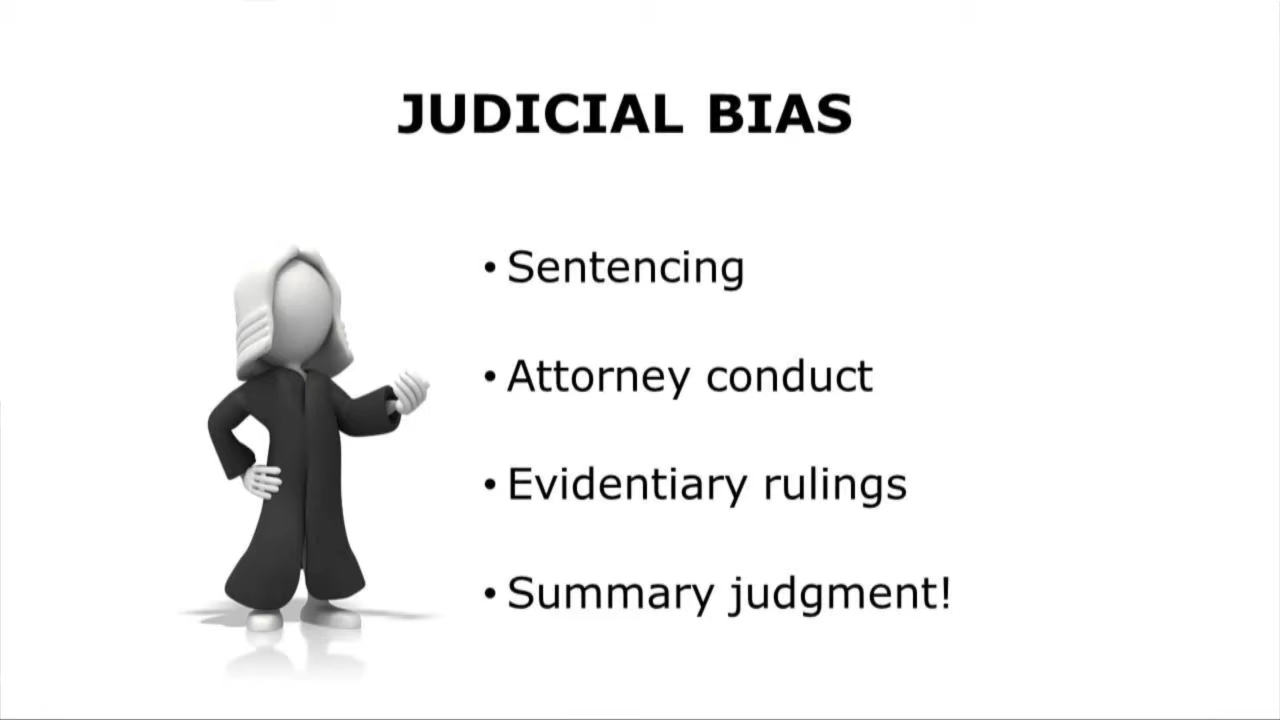 JUDICIAL BIAS
• Sentencing
• Attorney conduct
• Evidentiary rulings
• Summary judgment!